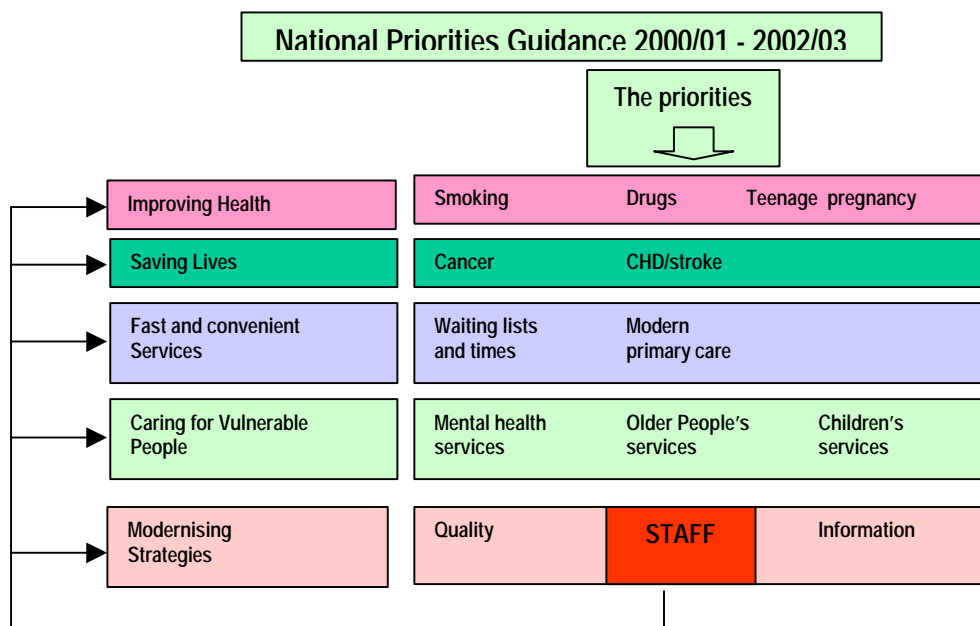 National Priorities Guidance 2000/01 - 2002/03
The priorities
Improving Health
Smoking Drugs Teenage pregnancy
Saving Lives
Cancer CHD/stroke
Fast and convenient
Services
Waiting lists
and times
Modern
primary care
Caring for Vulnerable
People
Mental health
services
Older People's
services
Children's
services
Modernising
Strategies
Quality
STAFF
Information